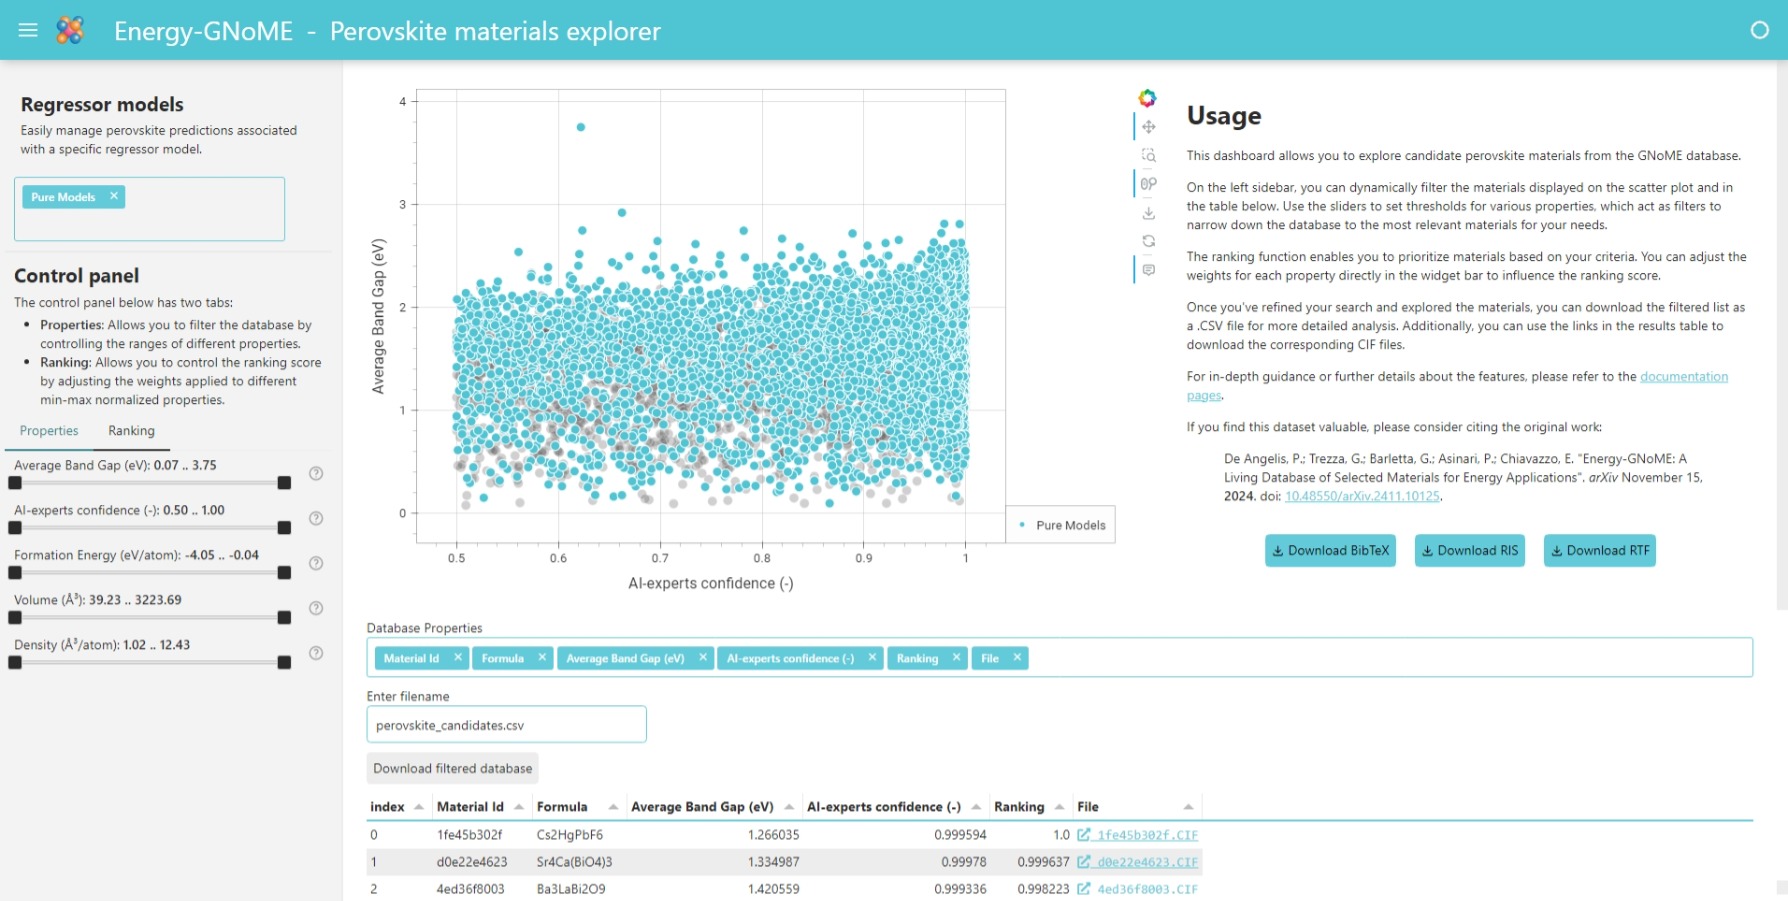 Energy-GNoME - Perovskite materials explorer
Regressor models
Easily manage perovskite predictions associated
with a specific regressor model.
Pure Models ✕
Control panel
The control panel below has two tabs:
• Properties: Allows you to filter the database by
controlling the ranges of different properties.
• Ranking: Allows you to control the ranking score
by adjusting the weights applied to different
min-max normalized properties.
Properties Ranking
Average Band Gap (eV): 0.07 .. 3.75
?
AI-experts confidence (-): 0.50 .. 1.00
?
Formation Energy (eV/atom): -4.05 .. -0.04
?
Volume (Å³): 39.23 .. 3223.69
?
Density (Å³/atom): 1.02 .. 12.43
?
4
3
2
1
0
Average Band Gap (eV)
0.5 0.6 0.7 0.8 0.9 1
AI-experts confidence (-)
Pure Models
Usage
This dashboard allows you to explore candidate perovskite materials from the GNoME database.
On the left sidebar, you can dynamically filter the materials displayed on the scatter plot and in
the table below. Use the sliders to set thresholds for various properties, which act as filters to
narrow down the database to the most relevant materials for your needs.
The ranking function enables you to prioritize materials based on your criteria. You can adjust the
weights for each property directly in the widget bar to influence the ranking score.
Once you've refined your search and explored the materials, you can download the filtered list as
a .CSV file for more detailed analysis. Additionally, you can use the links in the results table to
download the corresponding CIF files.
For in-depth guidance or further details about the features, please refer to the documentation
pages.
If you find this dataset valuable, please consider citing the original work:
De Angelis, P.; Trezza, G.; Barletta, G.; Asinari, P.; Chiavazzo, E. "Energy-GNoME: A
Living Database of Selected Materials for Energy Applications". arXiv November 15,
2024. doi: 10.48550/arXiv.2411.10125.
Download BibTeX Download RIS Download RTF
Database Properties
Material Id ✕ Formula ✕ Average Band Gap (eV) ✕ AI-experts confidence (-) ✕ Ranking ✕ File ✕
Enter filename
perovskite_candidates.csv
Download filtered database
index Material Id Formula Average Band Gap (eV) AI-experts confidence (-) Ranking File
0 1fe45b302f Cs2HgPbF6 1.266035 0.999594 1.0 1fe45b302f.CIF
1 d0e22e4623 Sr4Ca(BiO4)3 1.334987 0.99978 0.999637 d0e22e4623.CIF
2 4ed36f8003 Ba3LaBi2O9 1.420559 0.999336 0.998223 4ed36f8003.CIF